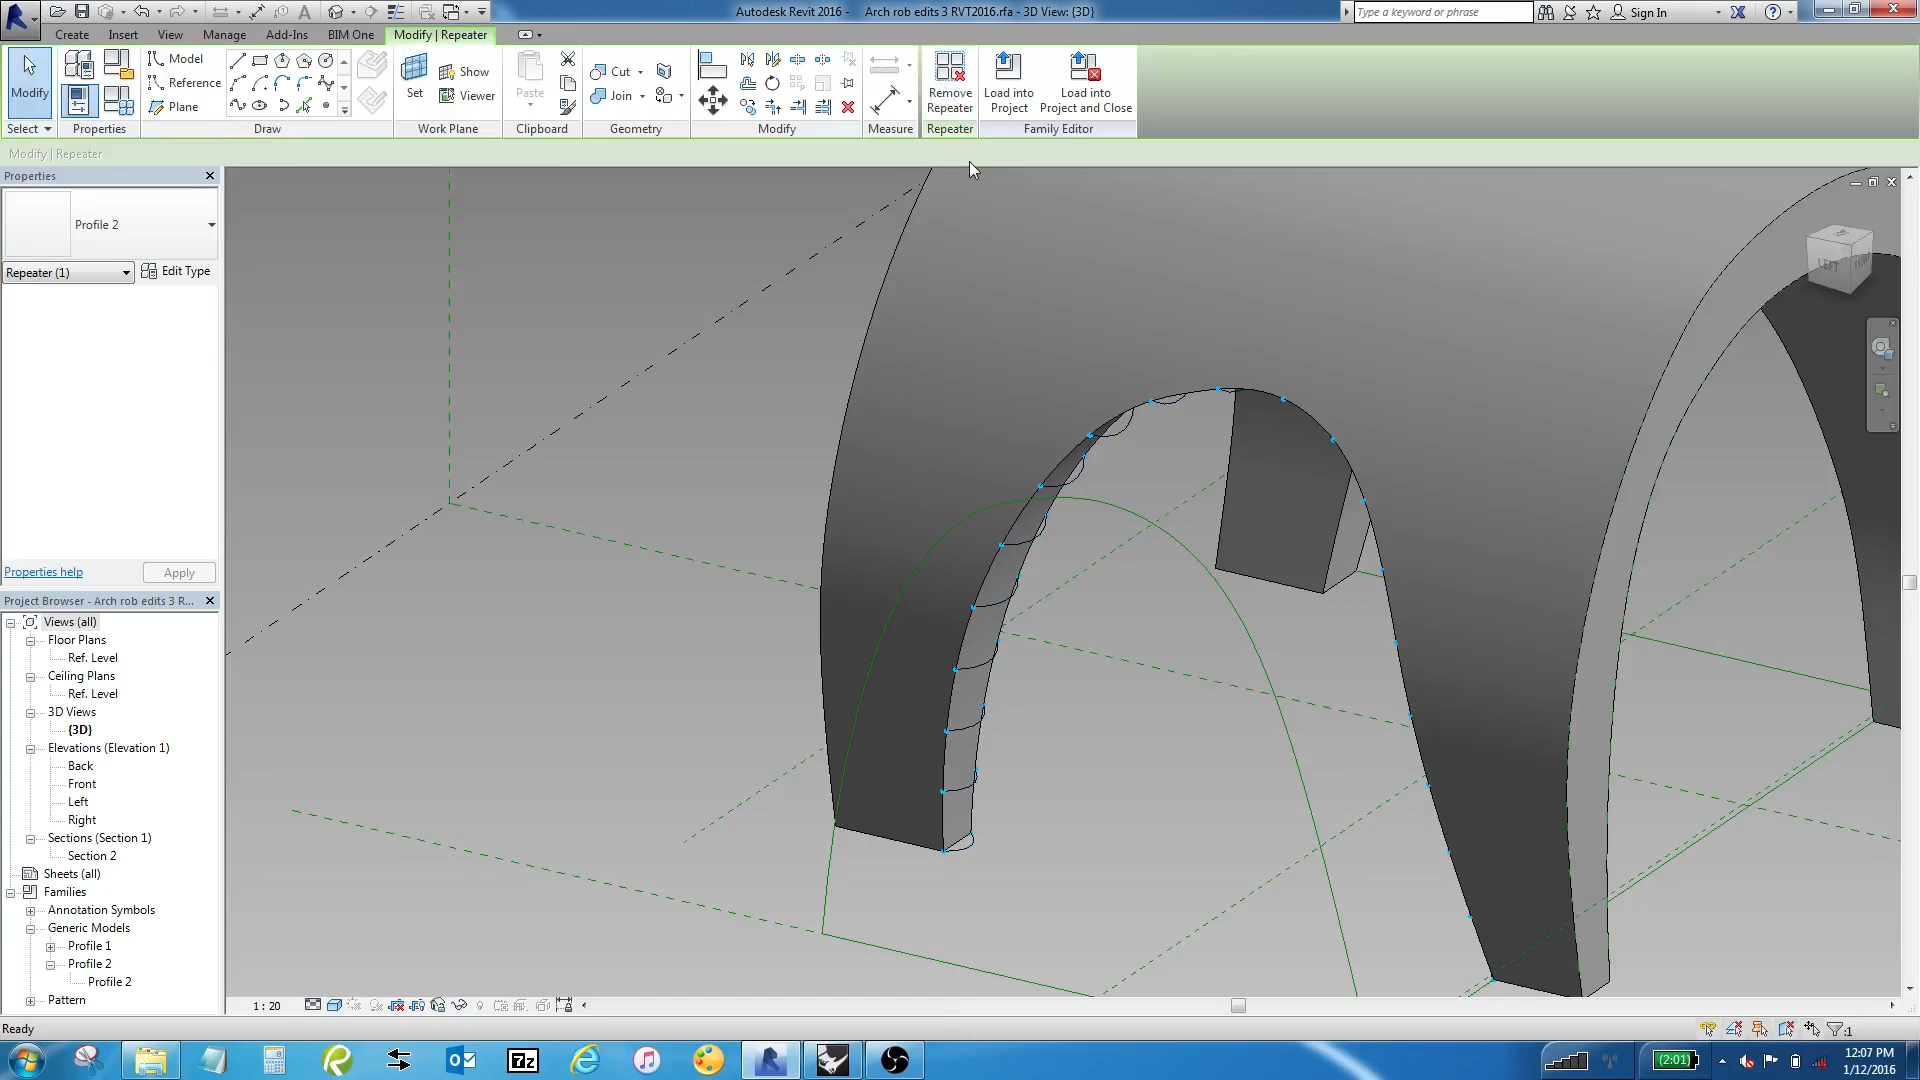 Autodesk Revit 2016 - Arch rob edits 3 RVT2016.rfa - 3D View: {3D}
Type a keyword or phrase
Sign In
Create Insert View Manage Add-Ins BIM One Modify | Repeater
Modify
Model
Reference
Plane
Set
Show
Viewer
Paste
Cut
Join
Remove Repeater
Load into Project
Load into Project and Close
Select Properties Draw Work Plane Clipboard Geometry Modify Measure Repeater Family Editor
Modify | Repeater
Properties
Profile 2
Repeater (1)
Edit Type
Properties help
Apply
Project Browser - Arch rob edits 3 R...
Views (all)
Floor Plans
Ref. Level
Ceiling Plans
Ref. Level
3D Views
{3D}
Elevations (Elevation 1)
Back
Front
Left
Right
Sections (Section 1)
Section 2
Sheets (all)
Families
Annotation Symbols
Generic Models
Profile 1
Profile 2
Profile 2
Pattern
LEFT
1 : 20
Ready
:1
7z
(2:01)
12:07 PM
1/12/2016